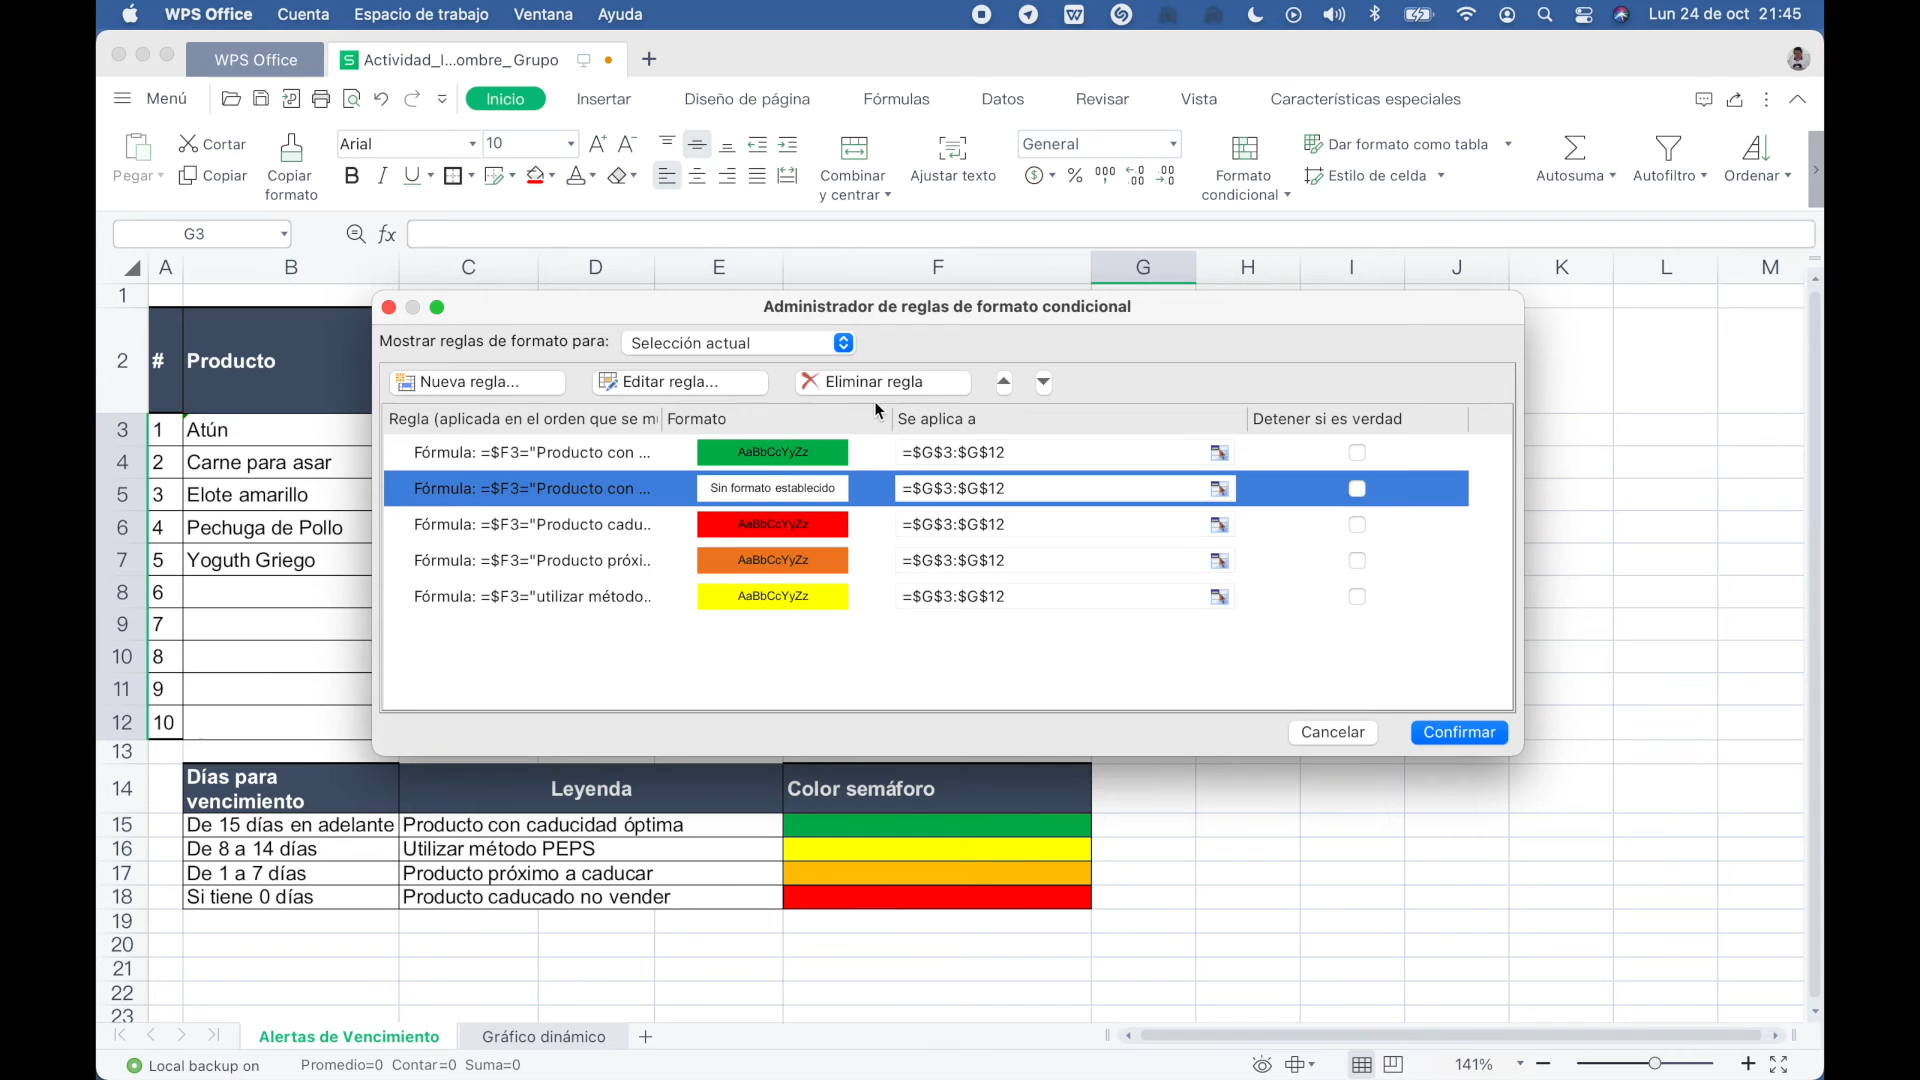 WPS Office Cuenta Espacio de trabajo Ventana Ayuda Lun 24 de oct 21:45
WPS Office Actividad_I...ombre_Grupo
Menú Inicio Insertar Diseño de página Fórmulas Datos Revisar Vista Características especiales
Pegar Cortar Copiar Copiar formato Arial 10 Combinar y centrar Ajustar texto General Formato condicional Dar formato como tabla Estilo de celda Autosuma Autofiltro Ordenar
G3 fx
A B C D E F G H I J K L M
1
2 # Producto
3 1 Atún
4 2 Carne para asar
5 3 Elote amarillo
6 4 Pechuga de Pollo
7 5 Yoguth Griego
8 6
9 7
10 8
11 9
12 10
13
Administrador de reglas de formato condicional
Mostrar reglas de formato para: Selección actual
Nueva regla... Editar regla... Eliminar regla
Regla (aplicada en el orden que se mu Formato Se aplica a Detener si es verdad
Fórmula: =$F3="Producto con ... AaBbCcYyZz =$G$3:$G$12
Fórmula: =$F3="Producto con ... Sin formato establecido =$G$3:$G$12
Fórmula: =$F3="Producto cadu.. AaBbCcYyZz =$G$3:$G$12
Fórmula: =$F3="Producto próxi.. AaBbCcYyZz =$G$3:$G$12
Fórmula: =$F3="utilizar método.. AaBbCcYyZz =$G$3:$G$12
Cancelar Confirmar
14 Días para vencimiento Leyenda Color semáforo
15 De 15 días en adelante Producto con caducidad óptima
16 De 8 a 14 días Utilizar método PEPS
17 De 1 a 7 días Producto próximo a caducar
18 Si tiene 0 días Producto caducado no vender
19
20
21
22
23
Alertas de Vencimiento Gráfico dinámico
Local backup on Promedio=0 Contar=0 Suma=0 141%